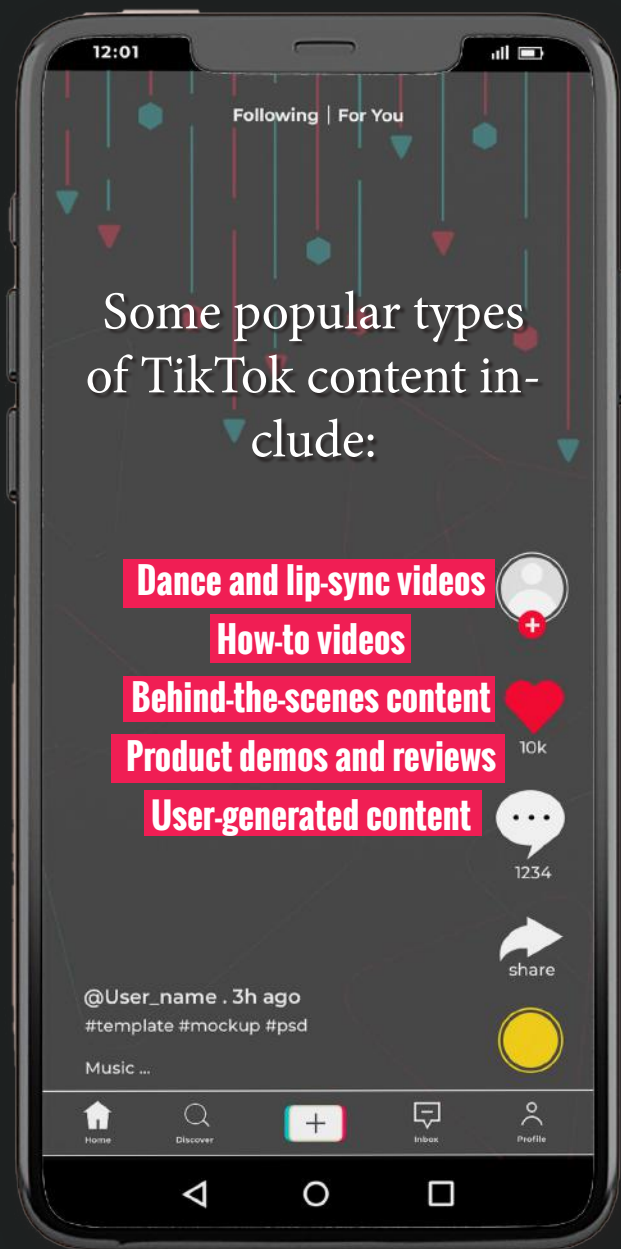 12:01
Following | For You
Some popular types
of TikTok content in-
clude:
Dance and lip-sync videos
How-to videos
Behind-the-scenes content
Product demos and reviews
User-generated content
10k
1234
share
@User_name . 3h ago
#template #mockup #psd
Music ...
Home
Discover
Inbox
Profile